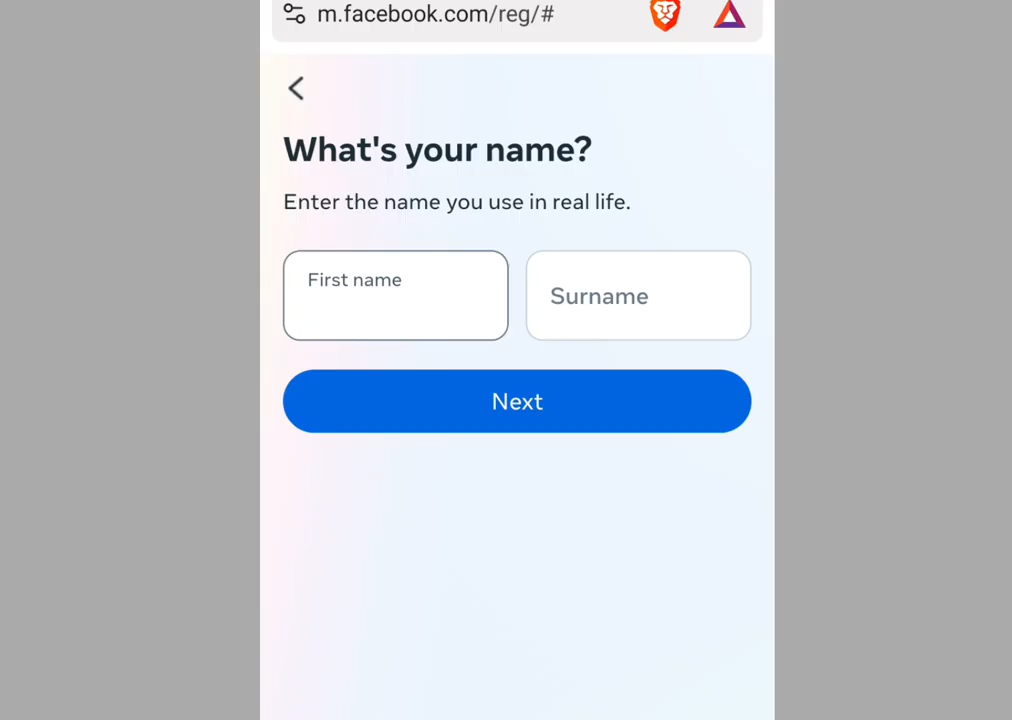 m.facebook.com/reg/#
What's your name?
Enter the name you use in real life.
First name
Surname
Next